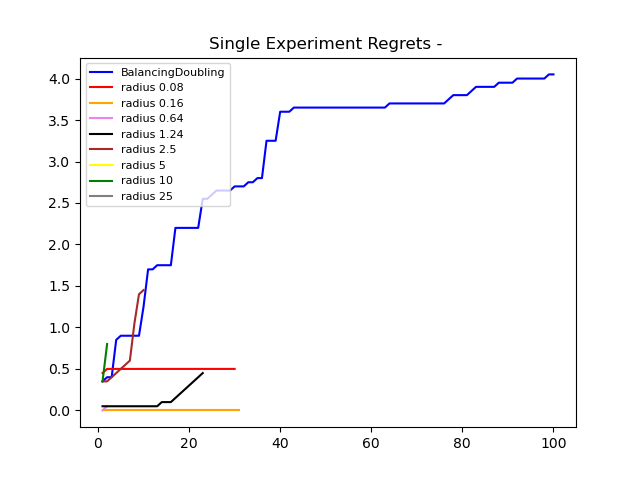 Single Experiment Regrets -
BalancingDoubling
radius 0.08
radius 0.16
radius 0.64
radius 1.24
radius 2.5
radius 5
radius 10
radius 25
4.0
3.5
3.0
2.5
2.0
1.5
1.0
0.5
0.0
0 20 40 60 80 100